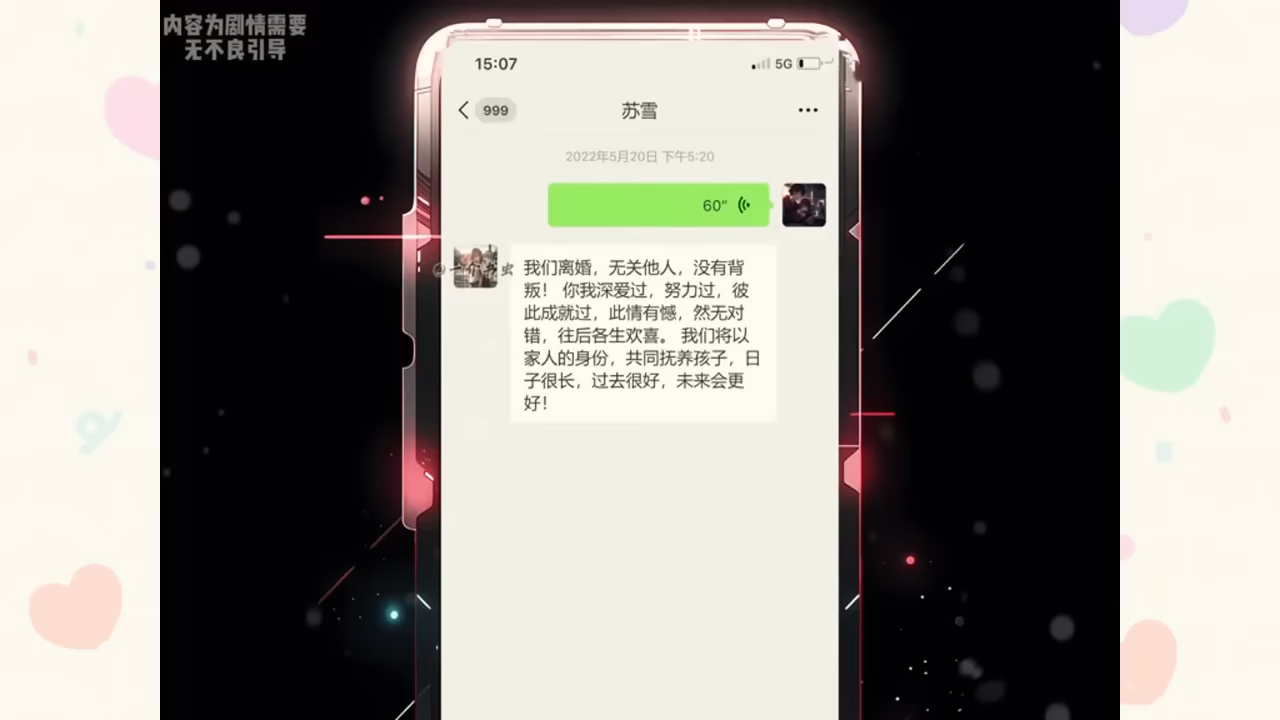 内容为剧情需要
无不良引导
15:07
5G
999
苏雪
2022年5月20日 下午5:20
60"
@一个书虫
我们离婚，无关他人，没有背
叛！ 你我深爱过，努力过，彼
此成就过，此情有憾，然无对
错，往后各生欢喜。 我们将以
家人的身份，共同抚养孩子，日
子很长，过去很好，未来会更
好！